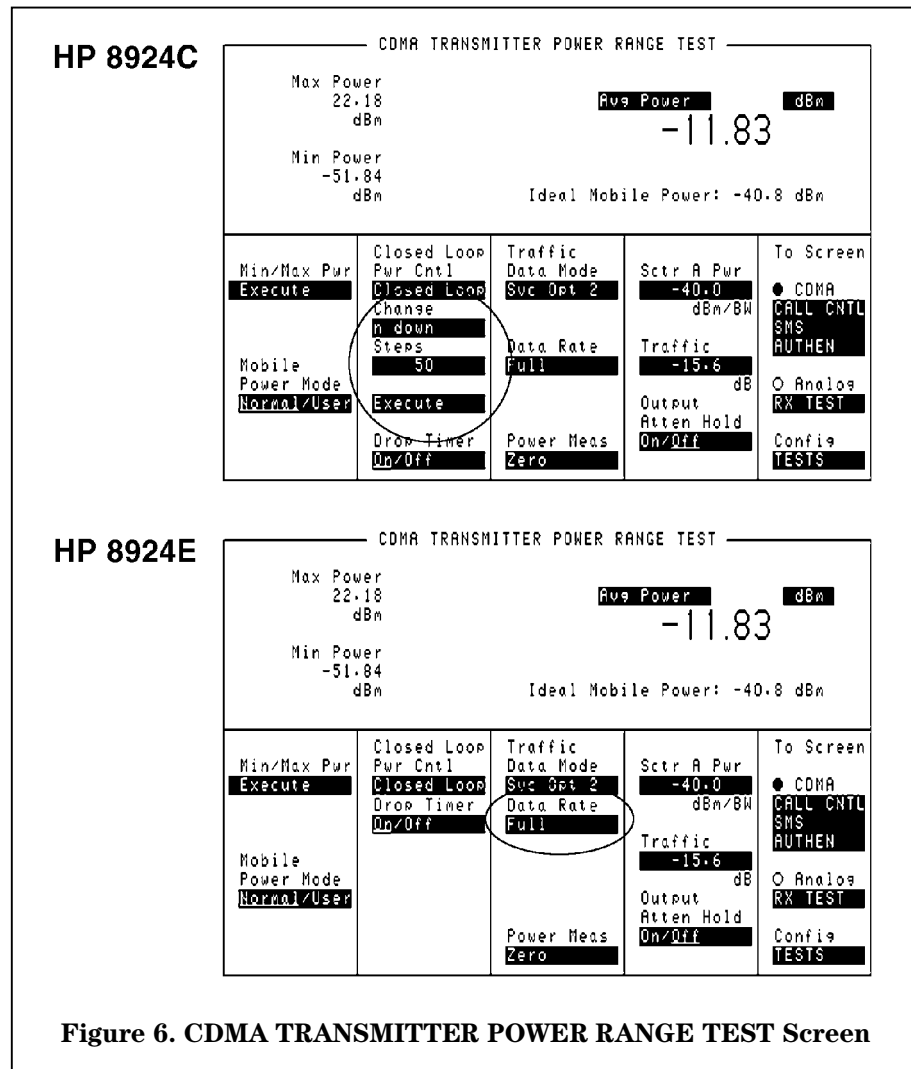 HP 8924C
CDMA TRANSMITTER POWER RANGE TEST
Max Power
22.18
dBm
Avg Power dBm
-11.83
Min Power
-51.84
dBm
Ideal Mobile Power: -40.8 dBm
Min/Max Pwr
Execute
Mobile
Power Mode
Normal/User
Closed Loop
Pwr Cntl
Closed Loop
Change
n down
Steps
50
Execute
Drop Timer
On/Off
Traffic
Data Mode
Svc Opt 2
Data Rate
Full
Power Meas
Zero
Sctr A Pwr
-40.0
dBm/BW
Traffic
-15.6
dB
Output
Atten Hold
On/Off
To Screen
CDMA
CALL CNTL
SMS
AUTHEN
Analog
RX TEST
Config
TESTS
HP 8924E
CDMA TRANSMITTER POWER RANGE TEST
Max Power
22.18
dBm
Avg Power dBm
-11.83
Min Power
-51.84
dBm
Ideal Mobile Power: -40.8 dBm
Min/Max Pwr
Execute
Mobile
Power Mode
Normal/User
Closed Loop
Pwr Cntl
Closed Loop
Drop Timer
On/Off
Traffic
Data Mode
Svc Opt 2
Data Rate
Full
Power Meas
Zero
Sctr A Pwr
-40.0
dBm/BW
Traffic
-15.6
dB
Output
Atten Hold
On/Off
To Screen
CDMA
CALL CNTL
SMS
AUTHEN
Analog
RX TEST
Config
TESTS
Figure 6. CDMA TRANSMITTER POWER RANGE TEST Screen